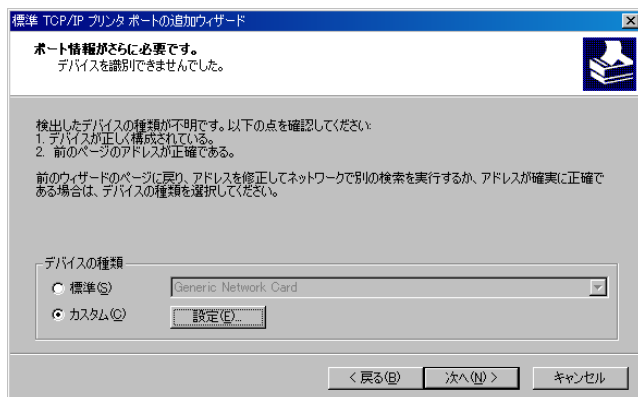 標準 TCP/IP プリンタ ポートの追加ウィザード
ポート情報がさらに必要です。
デバイスを識別できませんでした。
検出したデバイスの種類が不明です。以下の点を確認してください:
1. デバイスが正しく構成されている。
2. 前のページのアドレスが正確である。
前のウィザードのページに戻り、アドレスを修正してネットワークで別の検索を実行するか、アドレスが確実に正確で
ある場合は、デバイスの種類を選択してください。
デバイスの種類
標準(S)
Generic Network Card
カスタム(C)
設定(E)...
< 戻る(B)
次へ(N) >
キャンセル